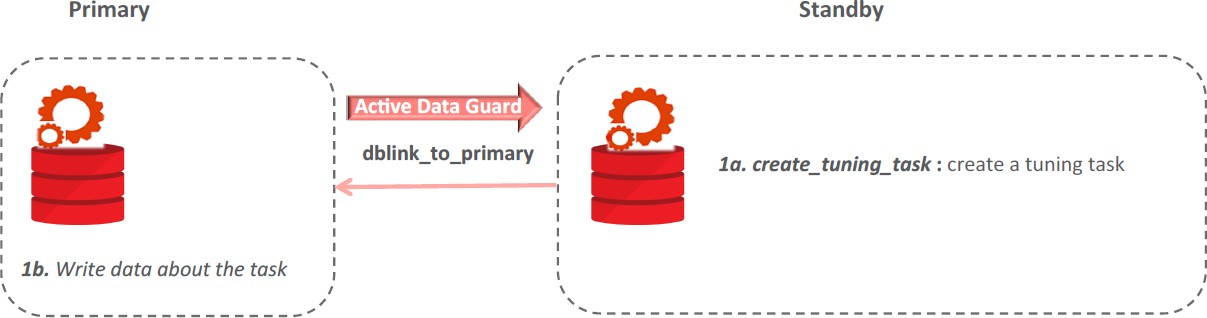 Primary
Standby
Active Data Guard
dblink_to_primary
1a. create_tuning_task : create a tuning task
1b. Write data about the task